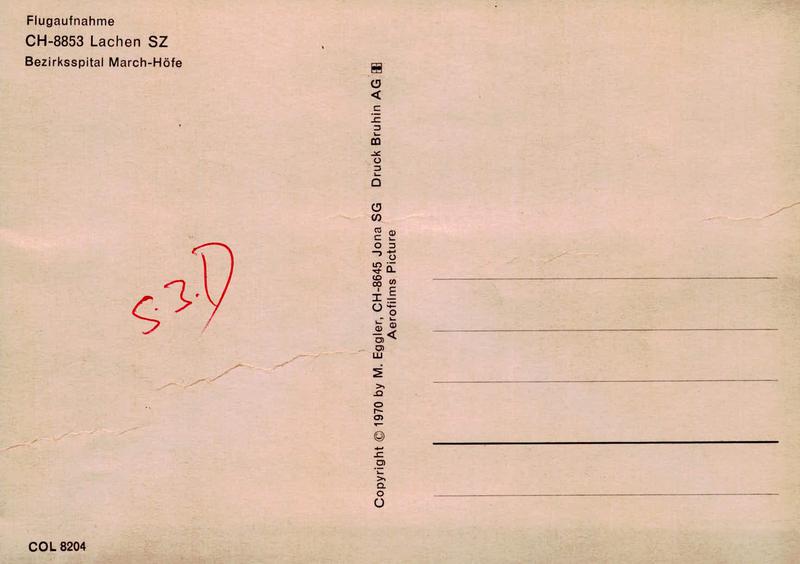 Flugaufnahme
CH-8853 Lachen SZ
Bezirksspital March-Höfe
S.3.D
Copyright © 1970 by M. Eggler, CH-8645 Jona SG Druck Bruhin AG
Aerofilms Picture
COL 8204